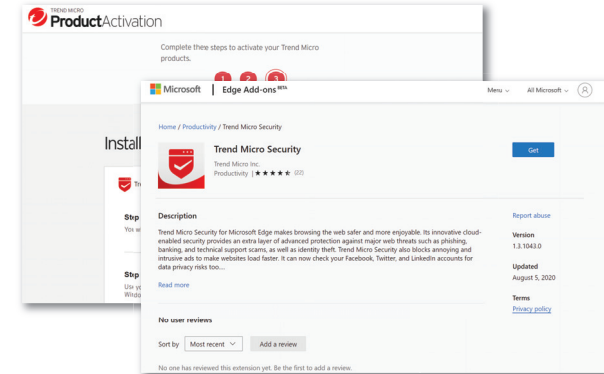 TREND MICRO
ProductActivation
Complete these steps to activate your Trend Micro
products.
1 2 3
Install
Tr
Step
You w
Step
Use yo
Windo
Microsoft | Edge Add-ons BETA
Menu
All Microsoft
Home / Productivity / Trend Micro Security
Trend Micro Security
Trend Micro Inc.
Productivity | ★★★★★ (22)
Get
Description
Trend Micro Security for Microsoft Edge makes browsing the web safer and more enjoyable. Its innovative cloud-
enabled security provides an extra layer of advanced protection against major web threats such as phishing,
banking, and technical support scams, as well as identity theft. Trend Micro Security also blocks annoying and
intrusive ads to make websites load faster. It can now check your Facebook, Twitter, and LinkedIn accounts for
data privacy risks too....
Read more
Report abuse
Version
1.3.1043.0
Updated
August 5, 2020
Terms
Privacy policy
No user reviews
Sort by
Most recent
Add a review
No one has reviewed this extension yet. Be the first to add a review.